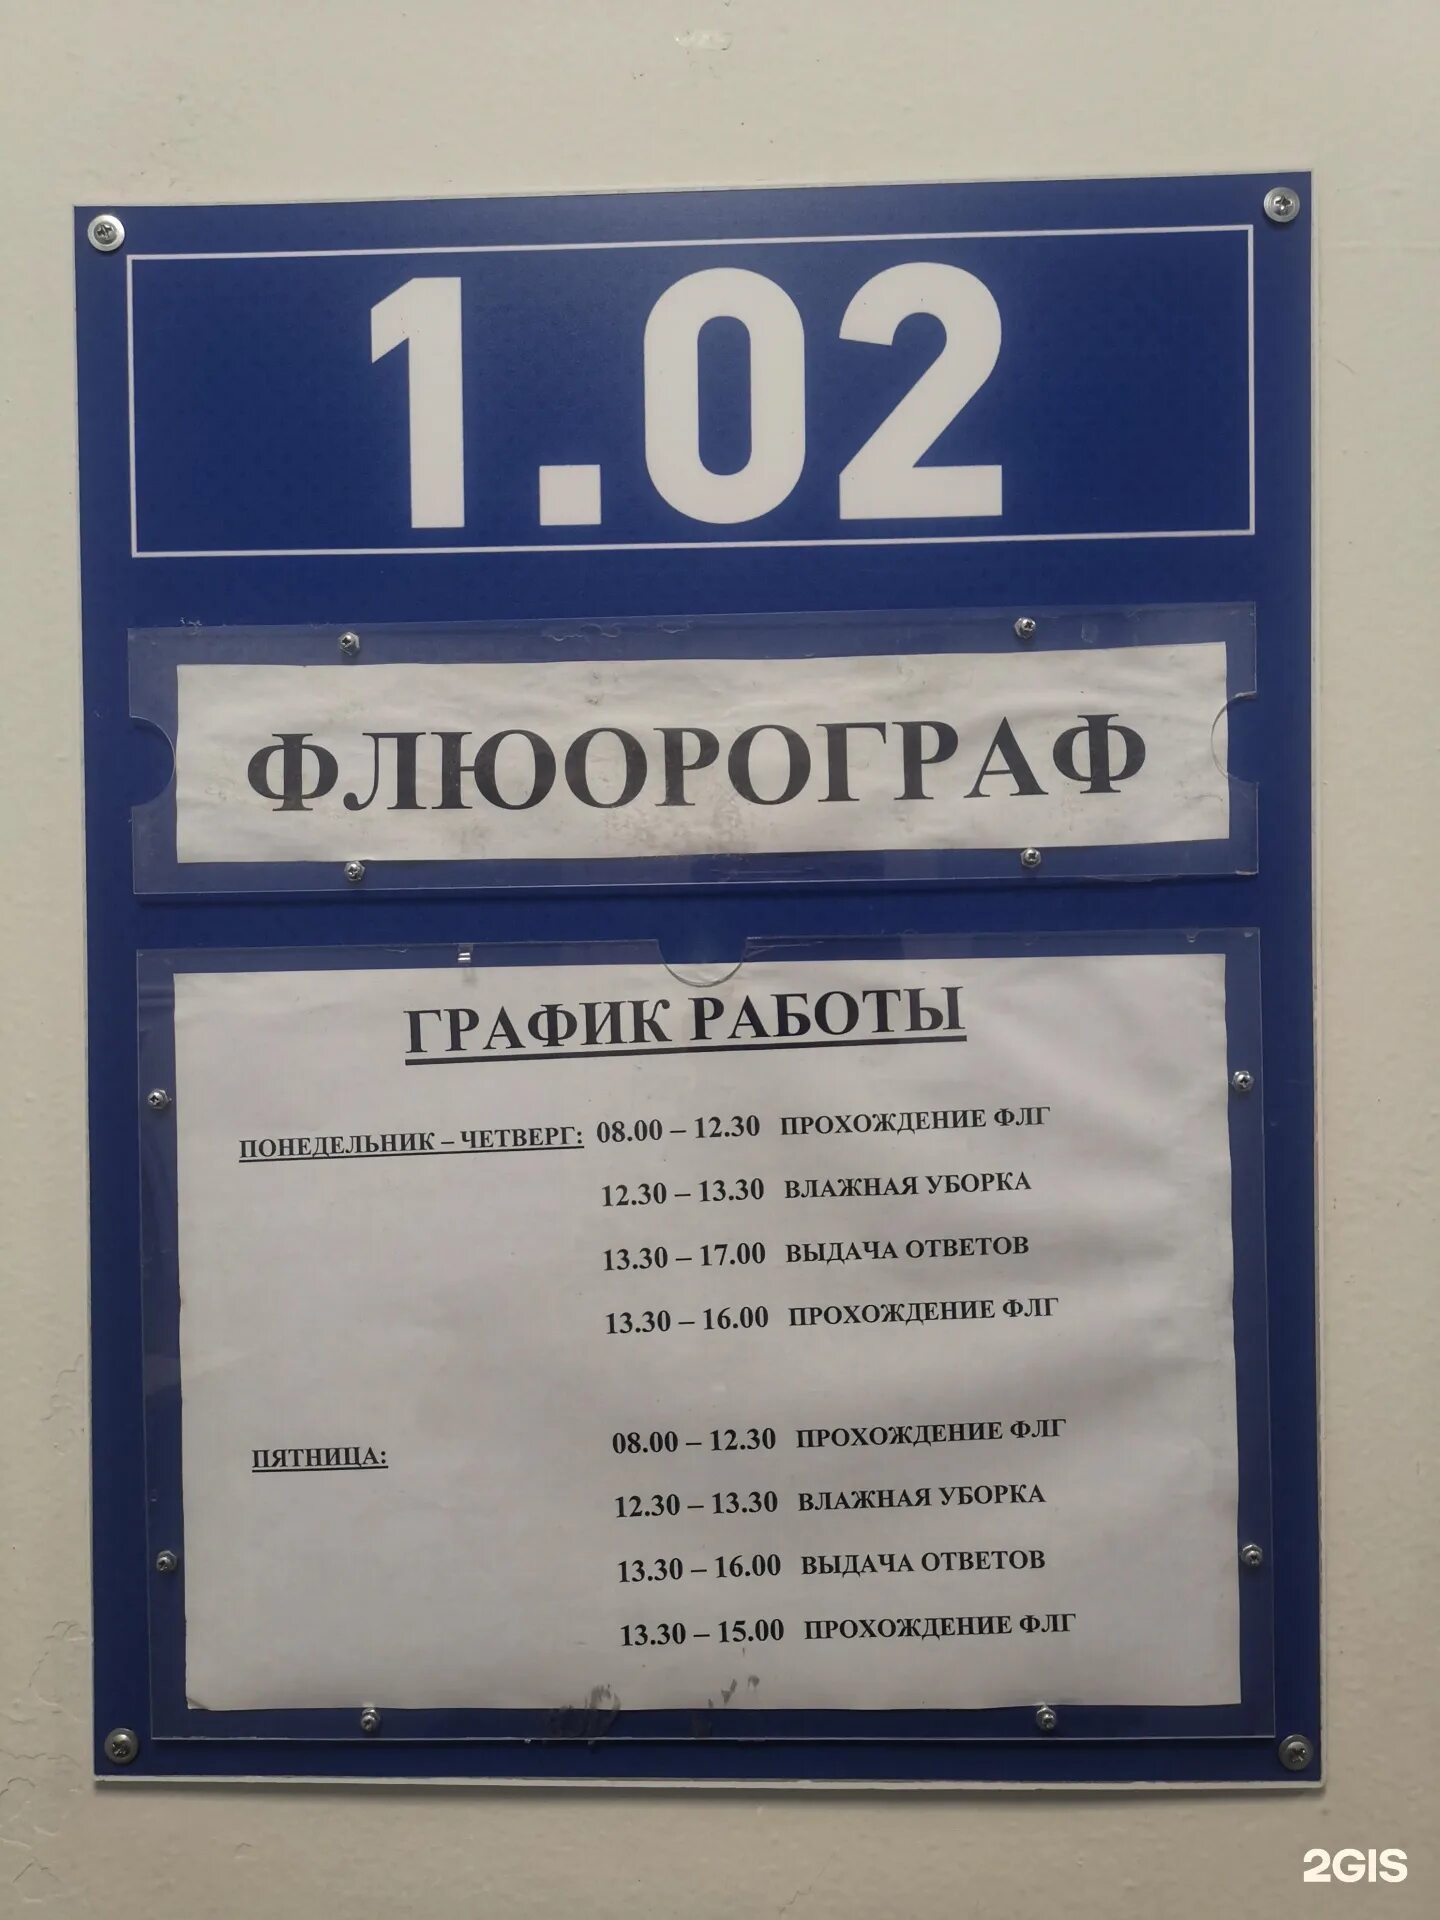 1.02
ФЛЮОРОГРАФ
ГРАФИК РАБОТЫ
ПОНЕДЕЛЬНИК – ЧЕТВЕРГ: 08.00 – 12.30 ПРОХОЖДЕНИЕ ФЛГ
12.30 – 13.30 ВЛАЖНАЯ УБОРКА
13.30 – 17.00 ВЫДАЧА ОТВЕТОВ
13.30 – 16.00 ПРОХОЖДЕНИЕ ФЛГ
ПЯТНИЦА: 08.00 – 12.30 ПРОХОЖДЕНИЕ ФЛГ
12.30 – 13.30 ВЛАЖНАЯ УБОРКА
13.30 – 16.00 ВЫДАЧА ОТВЕТОВ
13.30 – 15.00 ПРОХОЖДЕНИЕ ФЛГ
2GIS